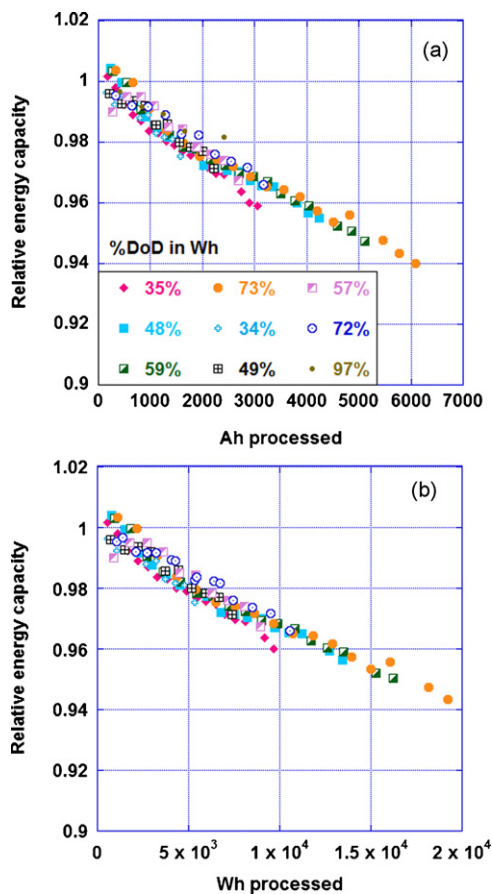 1.02
(a)
1
0.98
0.96
0.94
0.92
0.9
Relative energy capacity
%DoD in Wh
35% 73% 57%
48% 34% 72%
59% 49% 97%
0 1000 2000 3000 4000 5000 6000 7000
Ah processed
1.02
(b)
1
0.98
0.96
0.94
0.92
0.9
Relative energy capacity
0 5 x 10³ 1 x 10⁴ 1.5 x 10⁴ 2 x 10⁴
Wh processed